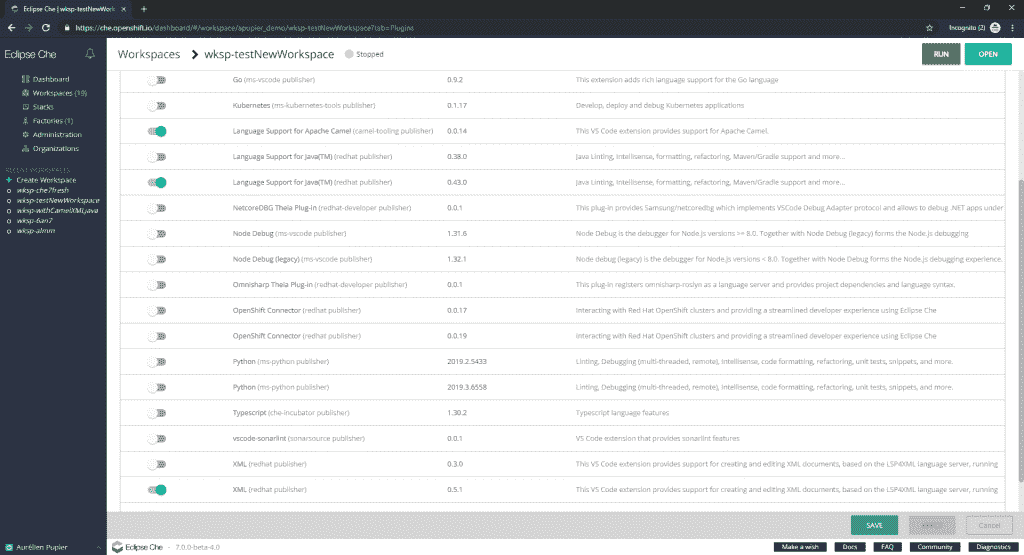 Eclipse Che | wksp-testNewWork
https://che.openshift.io/dashboard/#/workspace/apupier_demo/wksp-testNewWorkspace?tab=Plugins
Incognito (2)
Eclipse Che
Workspaces > wksp-testNewWorkspace Stopped
RUN
OPEN
Dashboard
Workspaces (19)
Stacks
Factories (1)
Administration
Organizations
RECENT WORKSPACES
+ Create Workspace
wksp-che7fresh
wksp-testNewWorkspace
wksp-withCamelXMLjava
wksp-6an7
wksp-almm
Go (ms-vscode publisher) 0.9.2 This extension adds rich language support for the Go language
Kubernetes (ms-kubernetes-tools publisher) 0.1.17 Develop, deploy and debug Kubernetes applications
Language Support for Apache Camel (camel-tooling publisher) 0.0.14 This VS Code extension provides support for Apache Camel.
Language Support for Java(TM) (redhat publisher) 0.38.0 Java Linting, Intellisense, formatting, refactoring, Maven/Gradle support and more...
Language Support for Java(TM) (redhat publisher) 0.43.0 Java Linting, Intellisense, formatting, refactoring, Maven/Gradle support and more...
NetcoreDBG Theia Plug-in (redhat-developer publisher) 0.0.1 This plug-in provides Samsung/netcoredbg which implements VSCode Debug Adapter protocol and allows to debug .NET apps under
Node Debug (ms-vscode publisher) 1.31.6 Node Debug is the debugger for Node.js versions >= 8.0. Together with Node Debug (legacy) forms the Node.js debugging
Node Debug (legacy) (ms-vscode publisher) 1.32.1 Node debug (legacy) is the debugger for Node.js versions < 8.0. Together with Node Debug forms the Node.js debugging experience.
Omnisharp Theia Plug-in (redhat-developer publisher) 0.0.1 This plug-in registers omnisharp-roslyn as a language server and provides project dependencies and language syntax.
OpenShift Connector (redhat publisher) 0.0.17 Interacting with Red Hat OpenShift clusters and providing a streamlined developer experience using Eclipse Che
OpenShift Connector (redhat publisher) 0.0.19 Interacting with Red Hat OpenShift clusters and providing a streamlined developer experience using Eclipse Che
Python (ms-python publisher) 2019.2.5433 Linting, Debugging (multi-threaded, remote), Intellisense, code formatting, refactoring, unit tests, snippets, and more.
Python (ms-python publisher) 2019.3.6558 Linting, Debugging (multi-threaded, remote), Intellisense, code formatting, refactoring, unit tests, snippets, and more.
Typescript (che-incubator publisher) 1.30.2 Typescript language features
vscode-sonarlint (sonarsource publisher) 0.0.1 VS Code extension that provides sonarlint features
XML (redhat publisher) 0.3.0 This VS Code extension provides support for creating and editing XML documents, based on the LSP4XML language server, running
XML (redhat publisher) 0.5.1 This VS Code extension provides support for creating and editing XML documents, based on the LSP4XML language server, running
SAVE
Cancel
Aurélien Pupier
Eclipse Che - 7.0.0-beta-4.0
Make a wish
Docs
FAQ
Community
Diagnostics